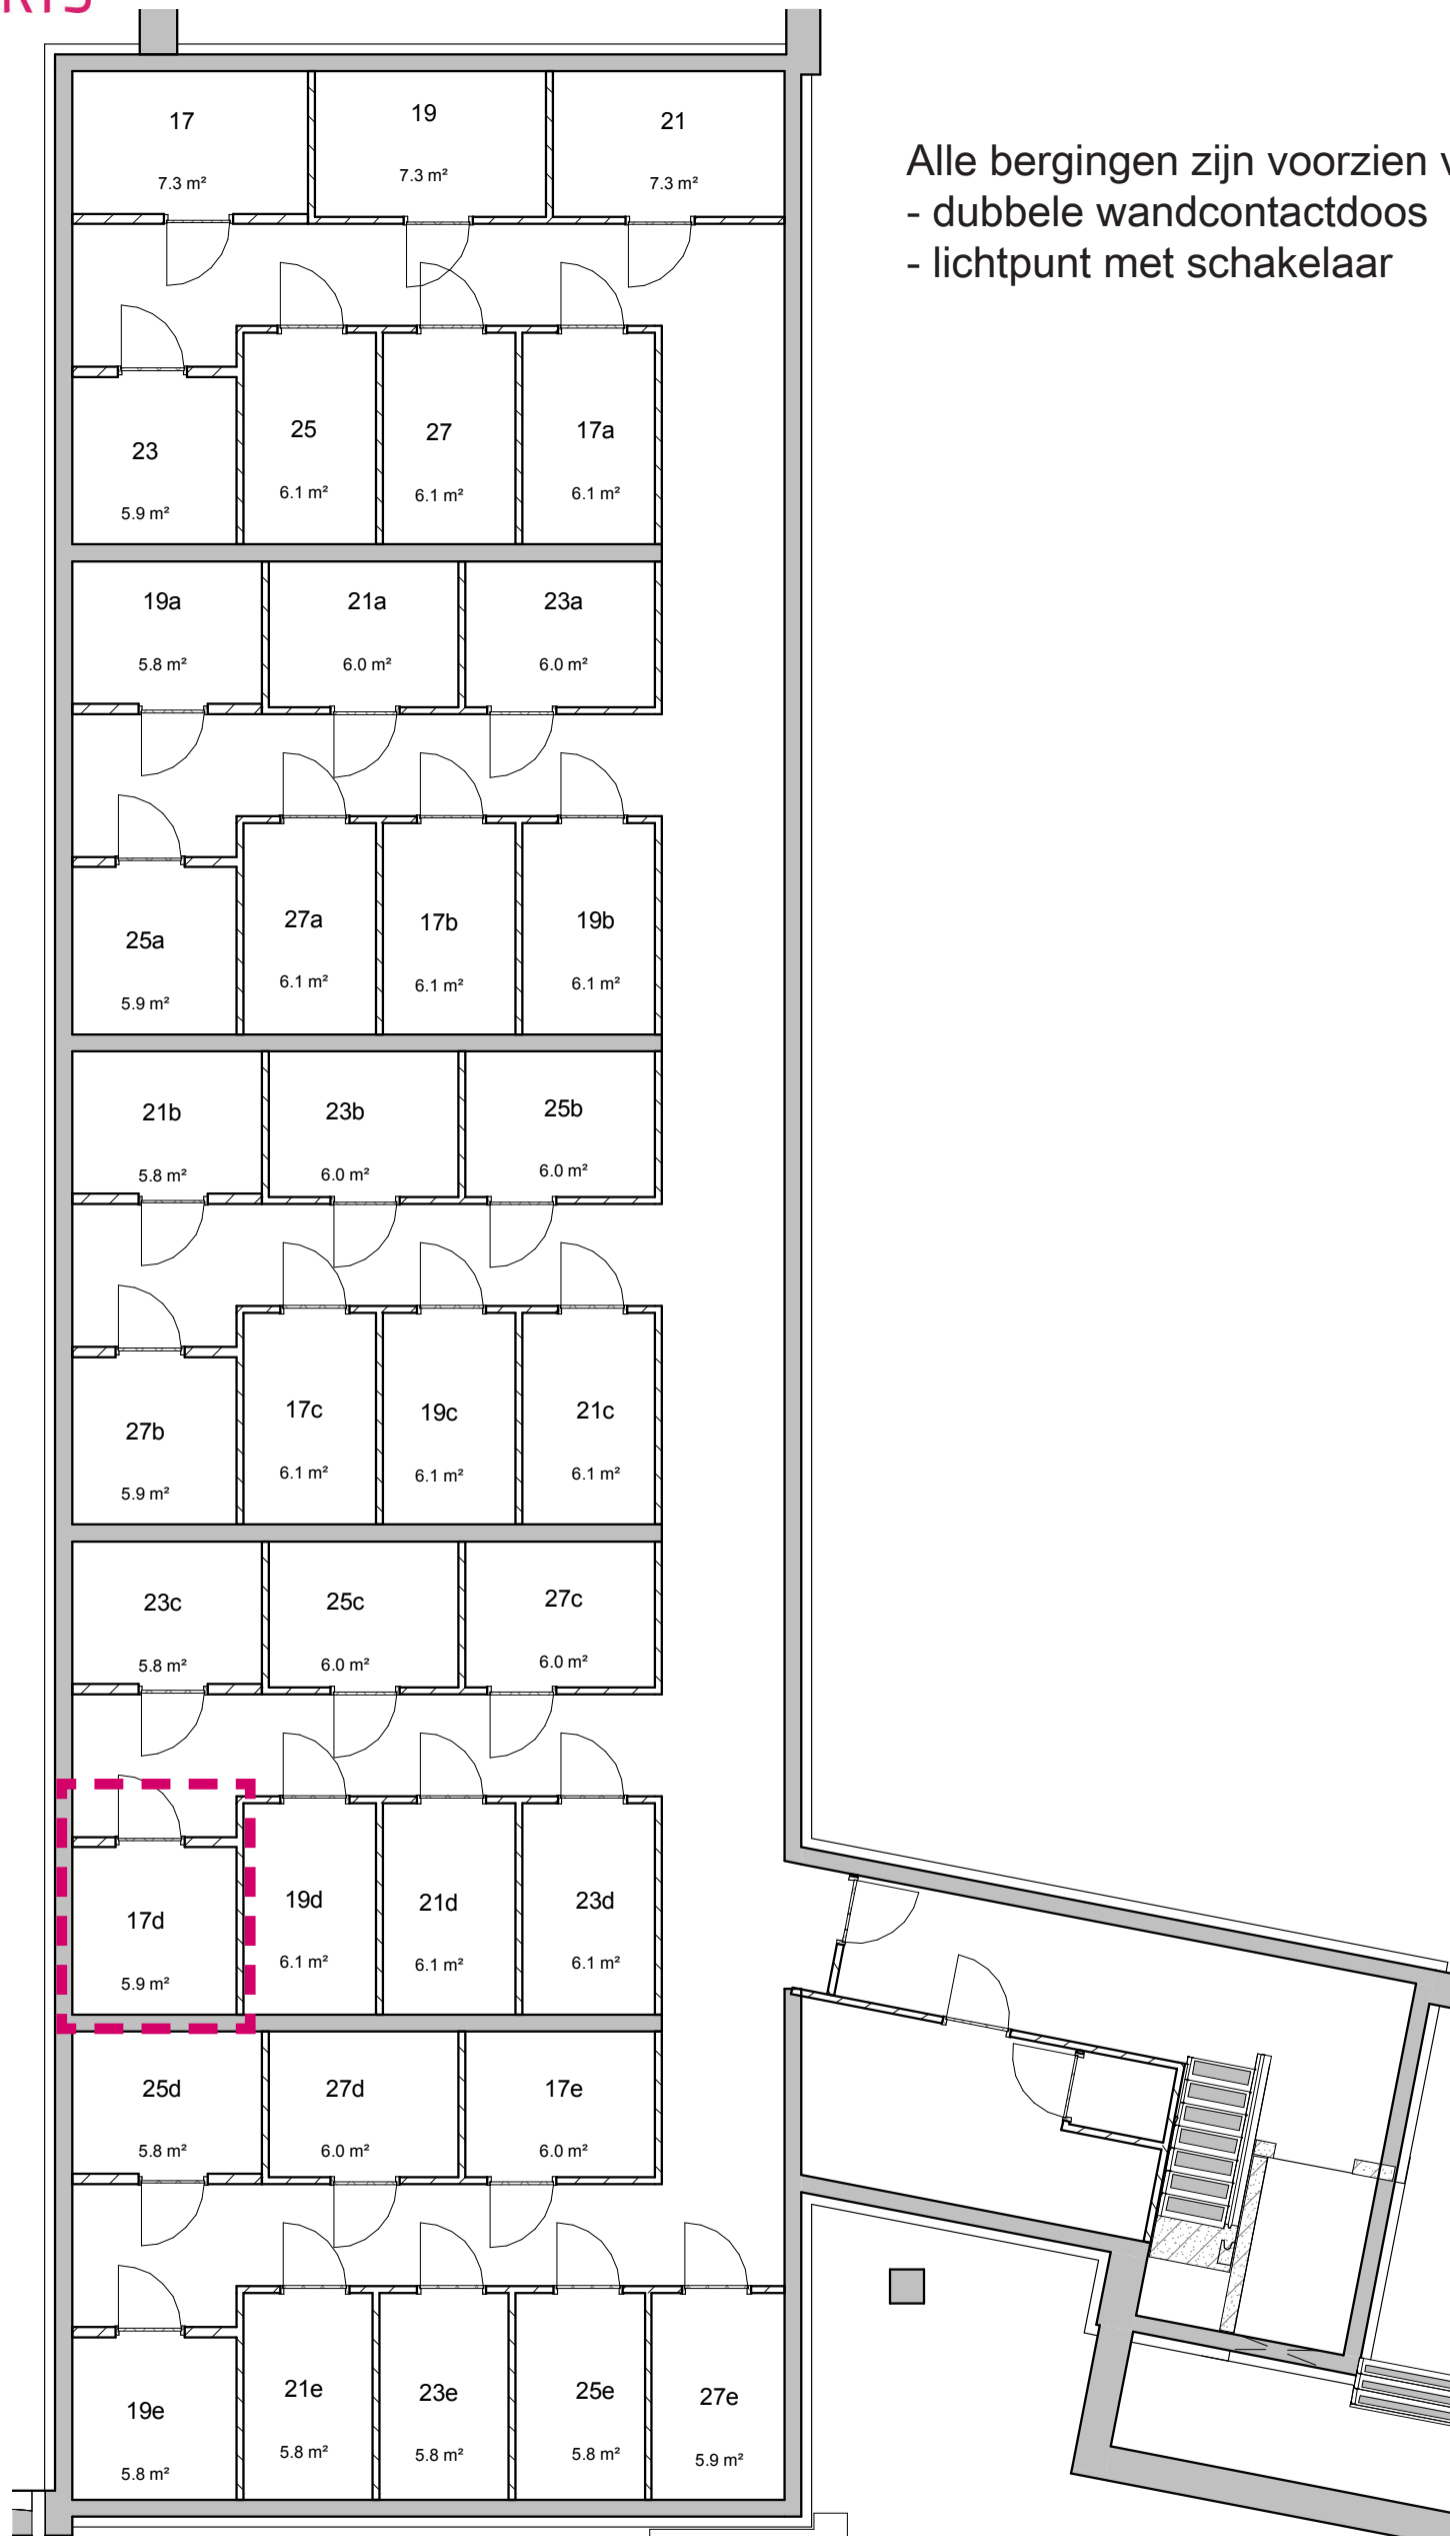 17
19
21
7.3 m²
7.3 m²
7.3 m²
Alle bergingen zijn voorzien
- dubbele wandcontactdoos
- lichtpunt met schakelaar
23
25
27
17a
5.9 m²
6.1 m²
6.1 m²
6.1 m²
19a
21a
23a
5.8 m²
6.0 m²
6.0 m²
25a
27a
17b
19b
5.9 m²
6.1 m²
6.1 m²
6.1 m²
21b
23b
25b
5.8 m²
6.0 m²
6.0 m²
27b
17c
19c
21c
5.9 m²
6.1 m²
6.1 m²
6.1 m²
23c
25c
27c
5.8 m²
6.0 m²
6.0 m²
17d
19d
21d
23d
5.9 m²
6.1 m²
6.1 m²
6.1 m²
25d
27d
17e
5.8 m²
6.0 m²
6.0 m²
19e
21e
23e
25e
27e
5.8 m²
5.8 m²
5.8 m²
5.8 m²
5.9 m²